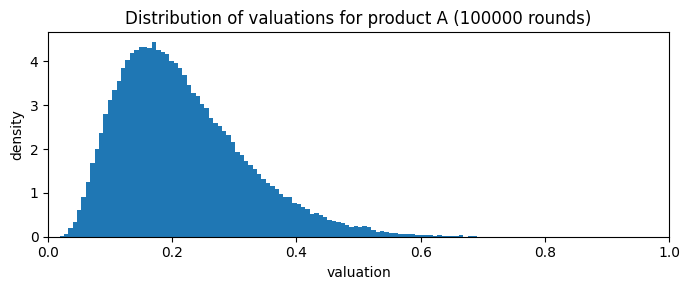 Distribution of valuations for product A (100000 rounds)
density
4
3
2
1
0
0.0 0.2 0.4 0.6 0.8 1.0
valuation